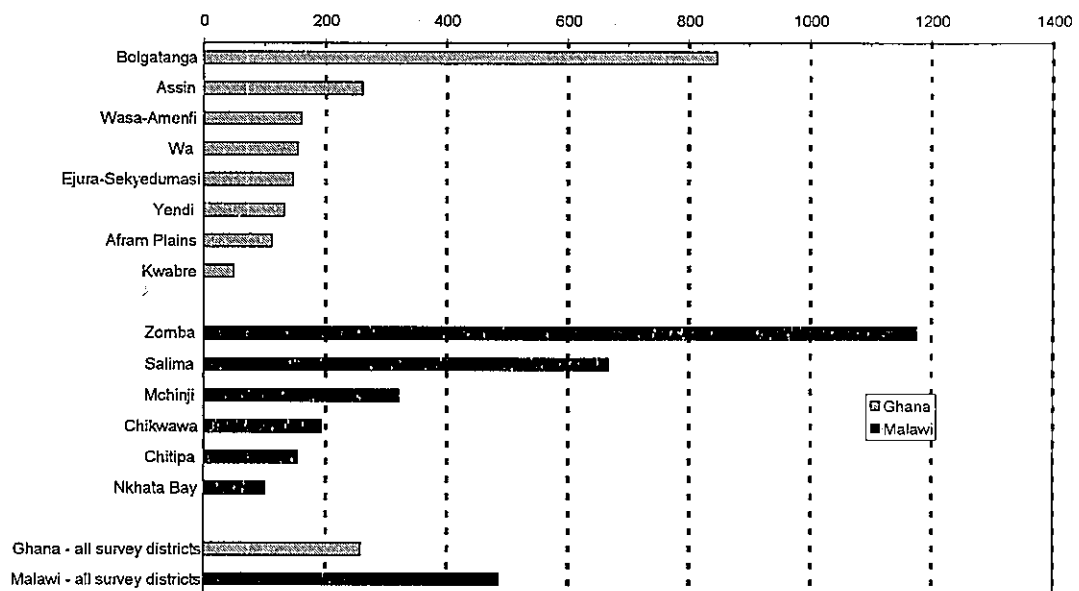 0 200 400 600 800 1000 1200 1400
Bolgatanga
Assin
Wasa-Amenfi
Wa
Ejura-Sekyedumasi
Yendi
Afram Plains
Kwabre
Zomba
Salima
Mchinji
Chikwawa
Chitipa
Nkhata Bay
Ghana
Malawi
Ghana - all survey districts
Malawi - all survey districts